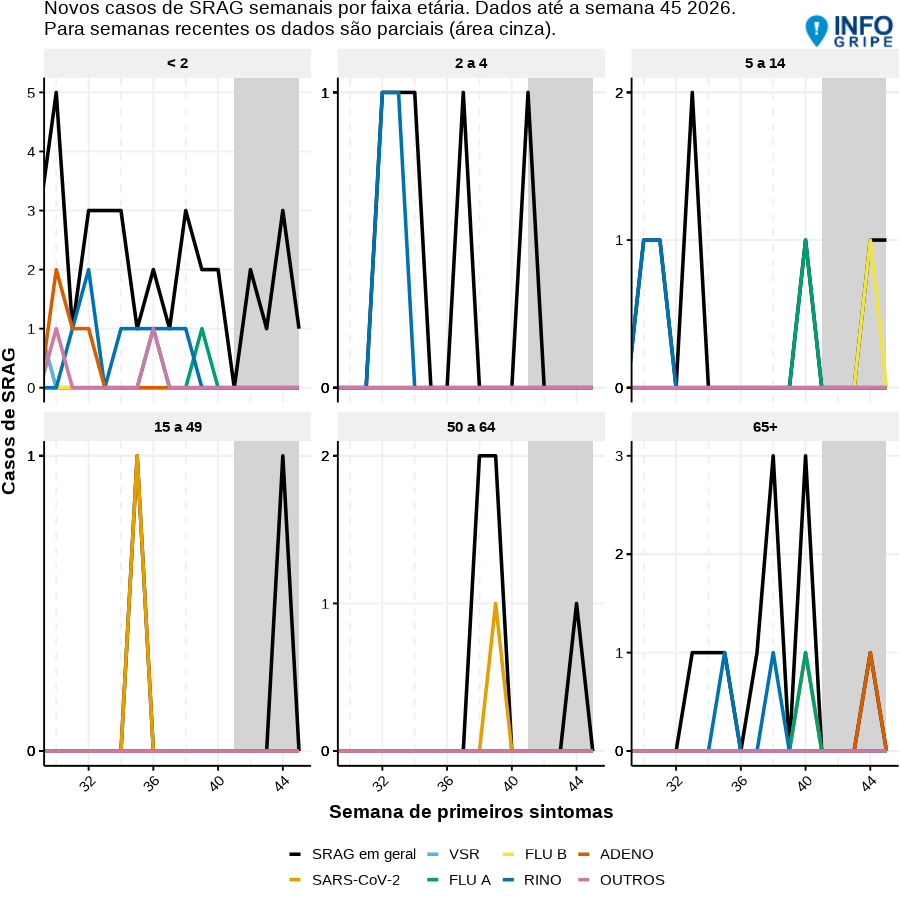 Novos casos de SRAG semanais por faixa etária. Dados até a semana 45 2026.
Para semanas recentes os dados são parciais (área cinza).
INFO
GRIPE
< 2
2 a 4
5 a 14
5
4
3
2
1
0
1
0
2
1
0
Casos de SRAG
15 a 49
50 a 64
65+
1
0
2
1
0
3
2
1
0
32 36 40 44
32 36 40 44
32 36 40 44
Semana de primeiros sintomas
SRAG em geral VSR FLU B ADENO
SARS-CoV-2 FLU A RINO OUTROS